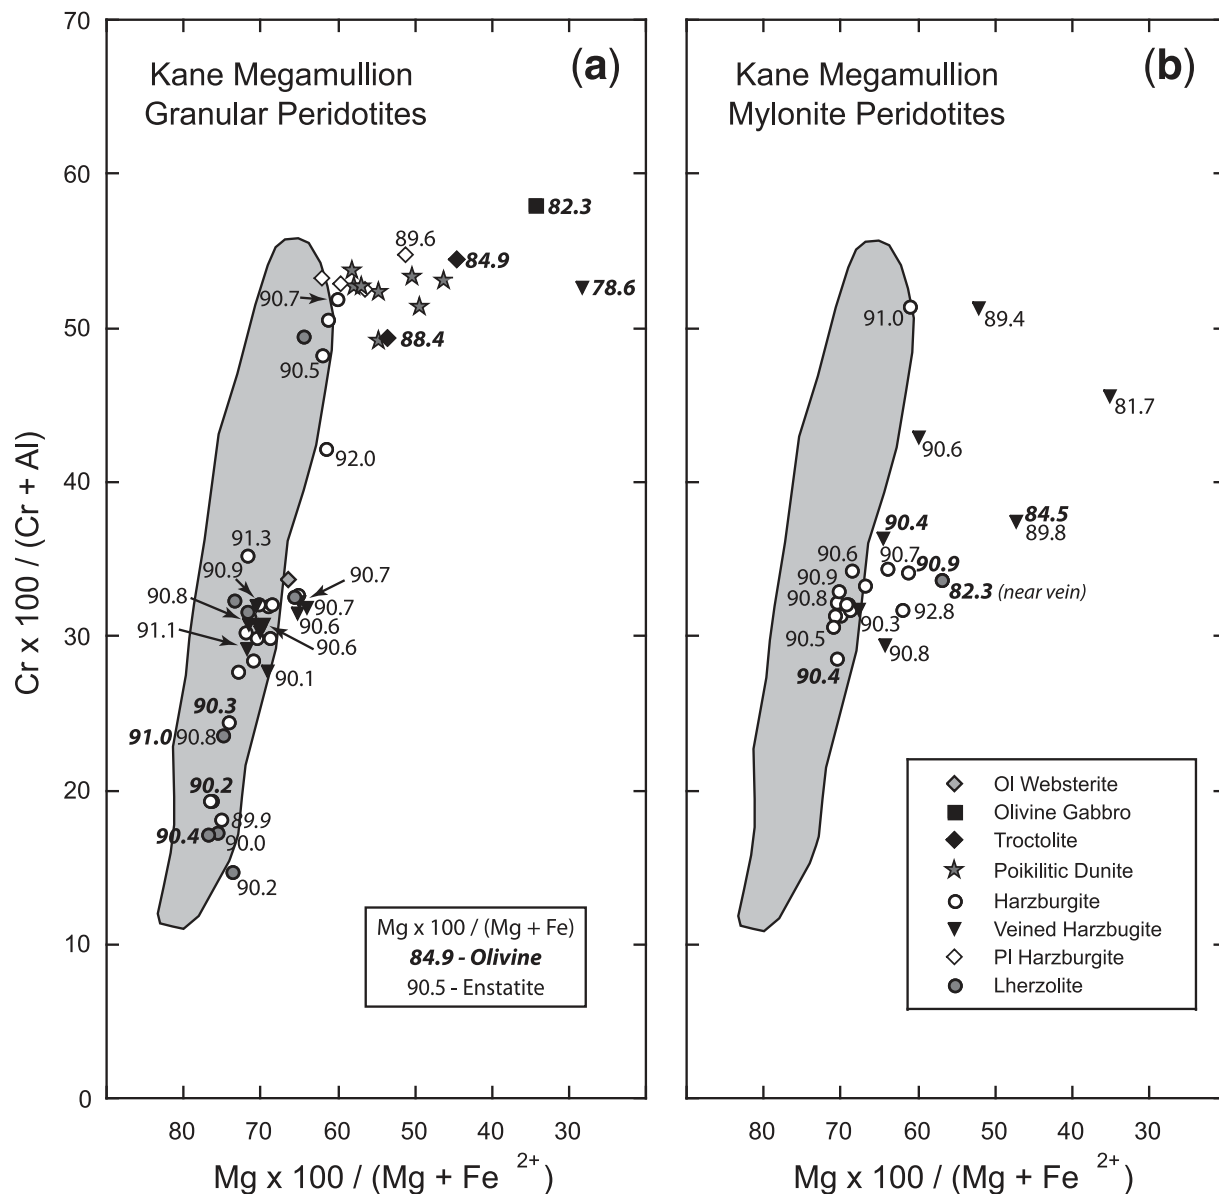 Kane Megamullion
Granular Peridotites
(a)
70
60
50
40
30
20
10
0
Cr x 100 / (Cr + Al)
82.3
89.6
84.9
78.6
90.7
88.4
90.5
92.0
91.3
90.9
90.7
90.8
90.7
90.6
91.1
90.6
90.1
90.3
91.0 90.8
90.2
89.9
90.4
90.0
90.2
Mg x 100 / (Mg + Fe)
84.9 - Olivine
90.5 - Enstatite
80 70 60 50 40 30
Mg x 100 / (Mg + Fe 2+)
Kane Megamullion
Mylonite Peridotites
(b)
91.0
89.4
81.7
90.6
84.5
90.4
89.8
90.6
90.7
90.9
90.9
82.3 (near vein)
90.8
92.8
90.3
90.5
90.8
90.4
Ol Websterite
Olivine Gabbro
Troctolite
Poikilitic Dunite
Harzburgite
Veined Harzbugite
Pl Harzburgite
Lherzolite
80 70 60 50 40 30
Mg x 100 / (Mg + Fe 2+)